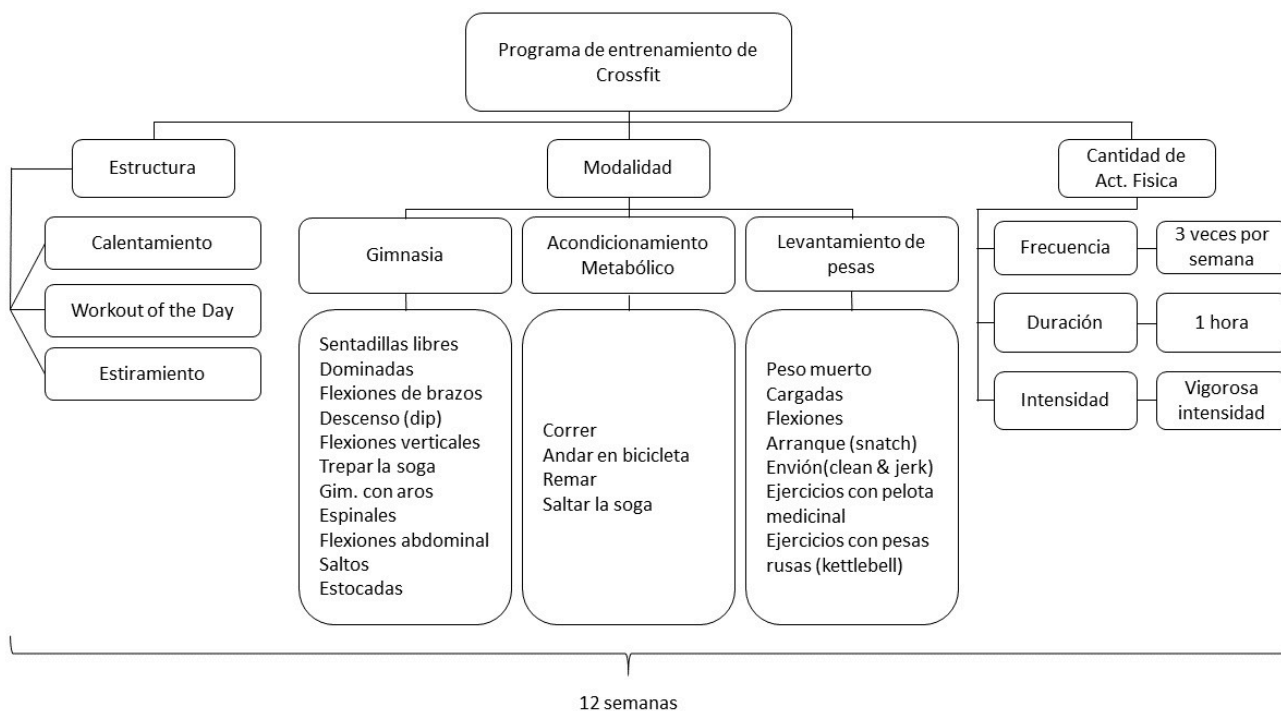 Programa de entrenamiento de
Crossfit
Estructura
Modalidad
Cantidad de
Act. Fisica
Calentamiento
Workout of the Day
Estiramiento
Gimnasia
Acondicionamiento
Metabólico
Levantamiento de
pesas
Sentadillas libres
Dominadas
Flexiones de brazos
Descenso (dip)
Flexiones verticales
Trepar la soga
Gim. con aros
Espinales
Flexiones abdominal
Saltos
Estocadas
Correr
Andar en bicicleta
Remar
Saltar la soga
Peso muerto
Cargadas
Flexiones
Arranque (snatch)
Envión(clean & jerk)
Ejercicios con pelota
medicinal
Ejercicios con pesas
rusas (kettlebell)
Frecuencia
3 veces por
semana
Duración
1 hora
Intensidad
Vigorosa
intensidad
12 semanas